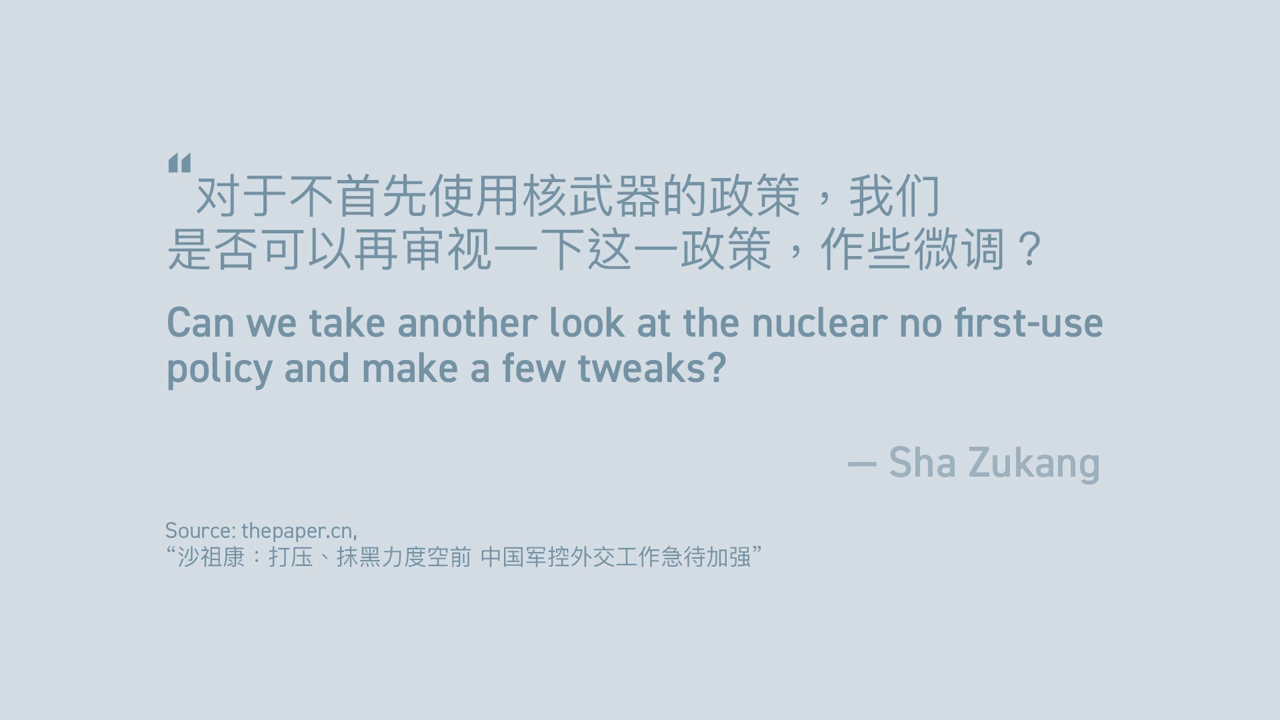 “对于不首先使用核武器的政策，我们
是否可以再审视一下这一政策，作些微调？
Can we take another look at the nuclear no first-use
policy and make a few tweaks?
— Sha Zukang
Source: thepaper.cn,
“沙祖康：打压、抹黑力度空前 中国军控外交工作急待加强”